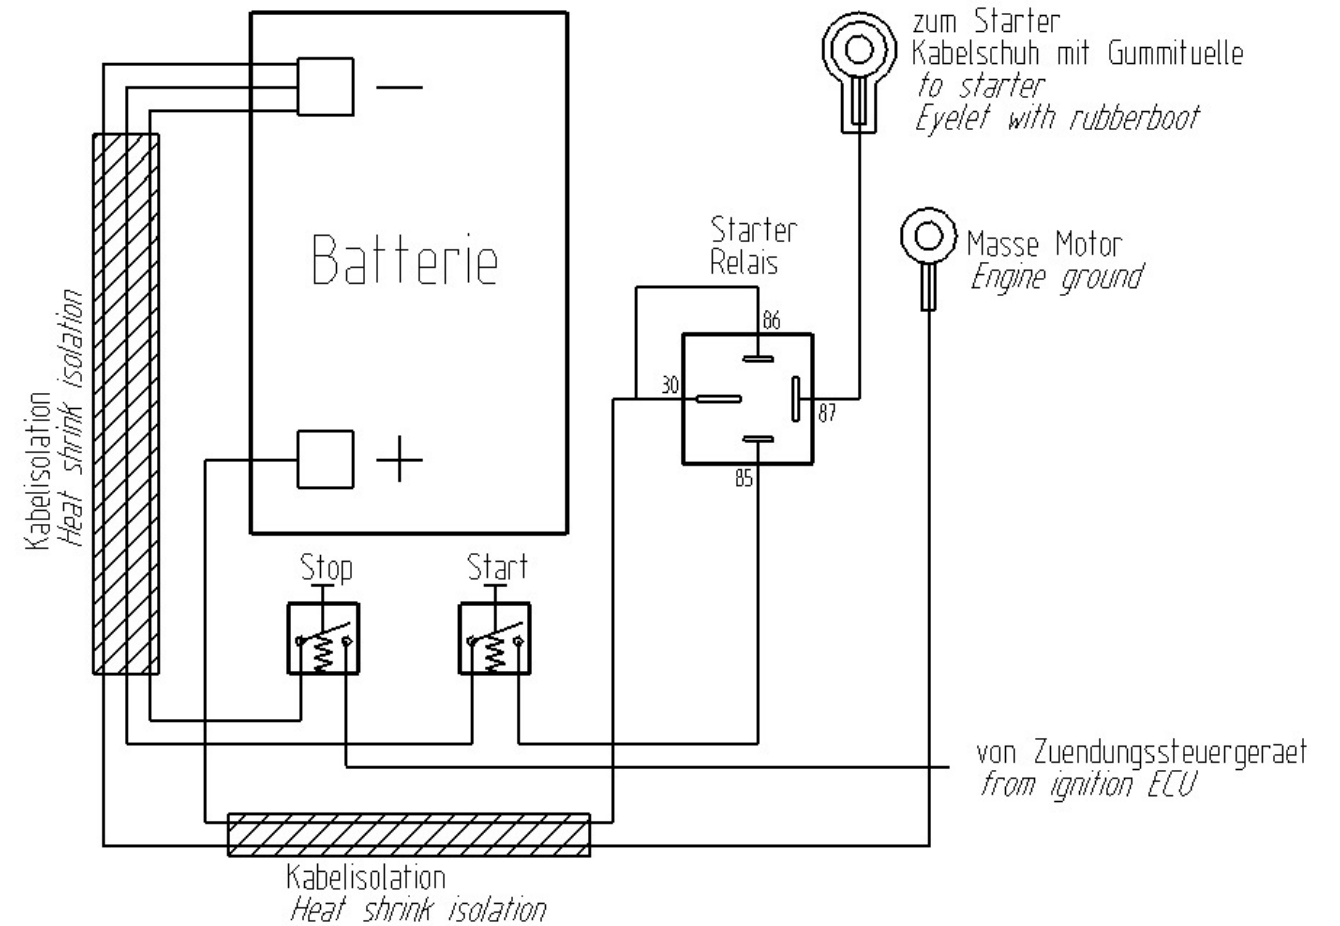 zum Starter
Kabelschuh mit Gummituelle
to starter
Eyelet with rubberboot
Batterie
−
+
Starter
Relais
86
30
87
85
Masse Motor
Engine ground
Kabelisolation
Heat shrink isolation
Stop
Start
von Zuendungssteuergeraet
from ignition ECU
Kabelisolation
Heat shrink isolation